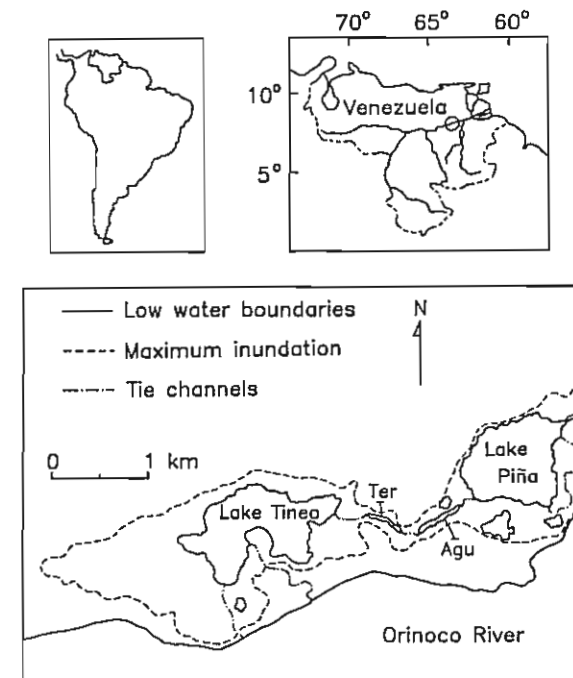 70° 65° 60°
10°
Venezuela
5°
Low water boundaries
N
Maximum inundation
Tie channels
0 1 km
Lake
Piña
Ter
Lake Tineo
Agu
Orinoco River